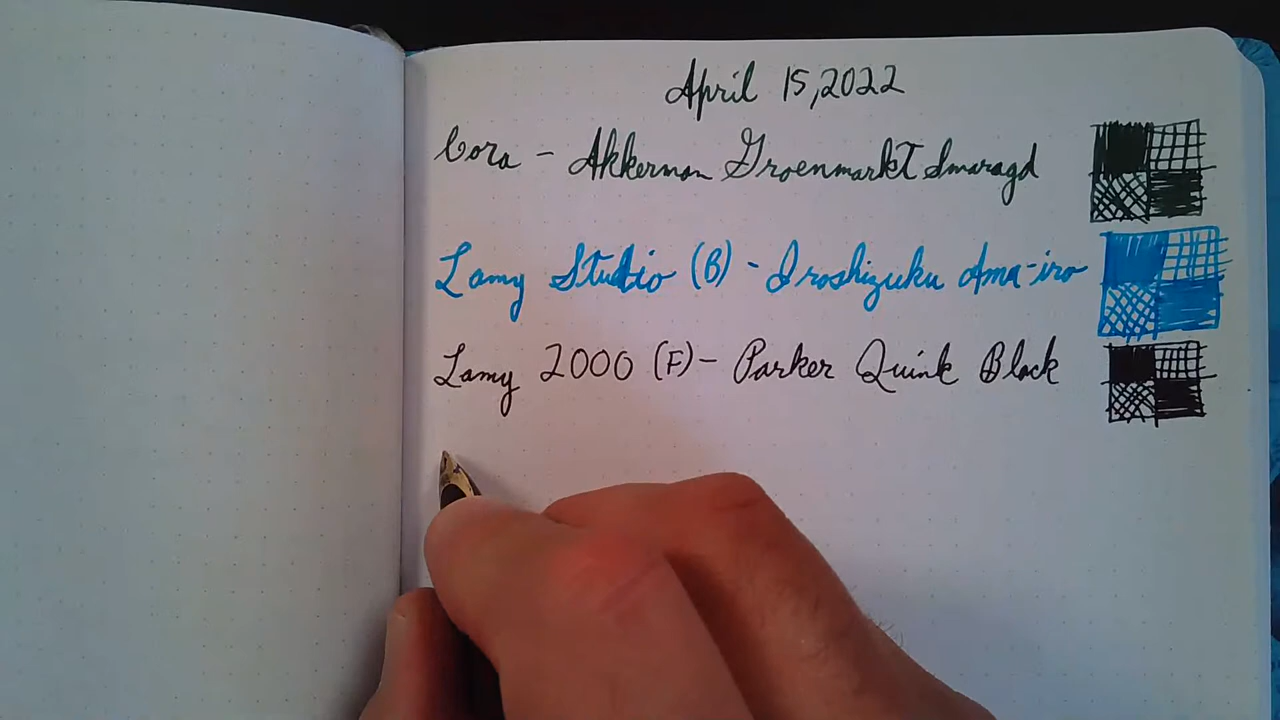 April 15,2022
Cora - Akkerman Groenmarkt Smaragd
Lamy Studio (B) - Iroshizuku Ama-iro
Lamy 2000 (F) - Parker Quink Black